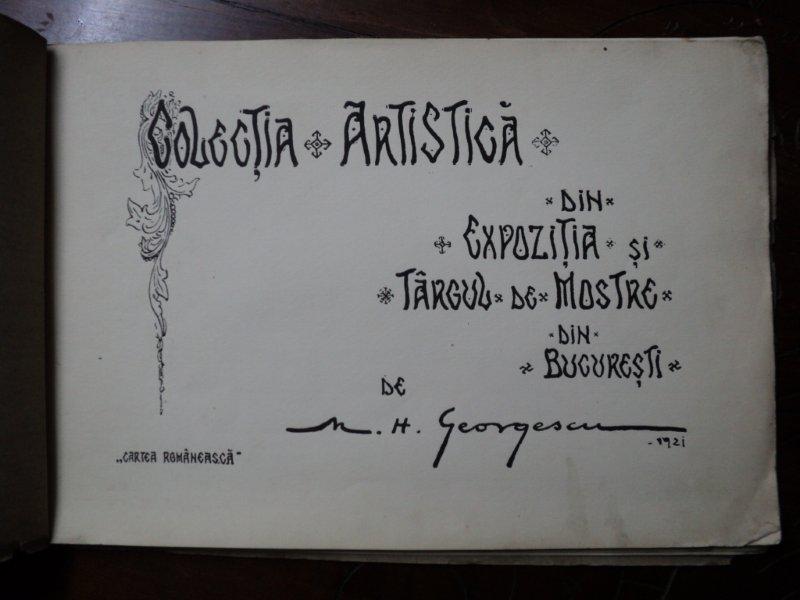 COLECȚIA ARTISTICĂ
DIN
EXPOZIȚIA ȘI
TÂRGUL DE MOSTRE
DIN
BUCUREȘTI
DE
M. H. Georgescu
-1921
„CARTEA ROMÂNEASCĂ"